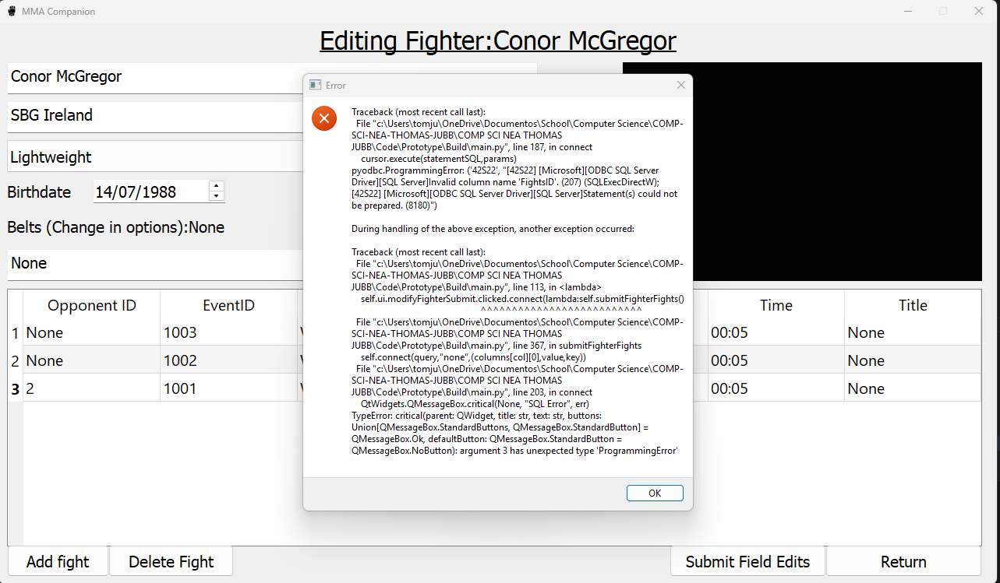 MMA Companion
Editing Fighter:Conor McGregor
Conor McGregor
SBG Ireland
Lightweight
Birthdate 14/07/1988
Belts (Change in options):None
None
Error
Traceback (most recent call last):
File "c:\Users\tomju\OneDrive\Documentos\School\Computer Science\COMP-
SCI-NEA-THOMAS-JUBB\COMP SCI NEA THOMAS
JUBB\Code\Prototype\Build\main.py", line 187, in connect
cursor.execute(statementSQL,params)
pyodbc.ProgrammingError: ('42S22', "[42S22] [Microsoft][ODBC SQL Server
Driver][SQL Server]Invalid column name 'FightsID'. (207) (SQLExecDirectW);
[42S22] [Microsoft][ODBC SQL Server Driver][SQL Server]Statement(s) could not
be prepared. (8180)")
During handling of the above exception, another exception occurred:
Traceback (most recent call last):
File "c:\Users\tomju\OneDrive\Documentos\School\Computer Science\COMP-
SCI-NEA-THOMAS-JUBB\COMP SCI NEA THOMAS
JUBB\Code\Prototype\Build\main.py", line 113, in <lambda>
self.ui.modifyFighterSubmit.clicked.connect(lambda:self.submitFighterFights()
^^^^^^^^^^^^^^^^^^^^^^^^^^
File "c:\Users\tomju\OneDrive\Documentos\School\Computer Science\COMP-
SCI-NEA-THOMAS-JUBB\COMP SCI NEA THOMAS
JUBB\Code\Prototype\Build\main.py", line 367, in submitFighterFights
self.connect(query,"none",(columns[col][0],value,key))
File "c:\Users\tomju\OneDrive\Documentos\School\Computer Science\COMP-
SCI-NEA-THOMAS-JUBB\COMP SCI NEA THOMAS
JUBB\Code\Prototype\Build\main.py", line 203, in connect
QtWidgets.QMessageBox.critical(None, "SQL Error", err)
TypeError: critical(parent: QWidget, title: str, text: str, buttons:
Union[QMessageBox.StandardButtons, QMessageBox.StandardButton] =
QMessageBox.Ok, defaultButton: QMessageBox.StandardButton =
QMessageBox.NoButton): argument 3 has unexpected type 'ProgrammingError'
OK
Opponent ID EventID Time Title
1 None 1003 00:05 None
2 None 1002 00:05 None
3 2 1001 00:05 None
Add fight Delete Fight Submit Field Edits Return